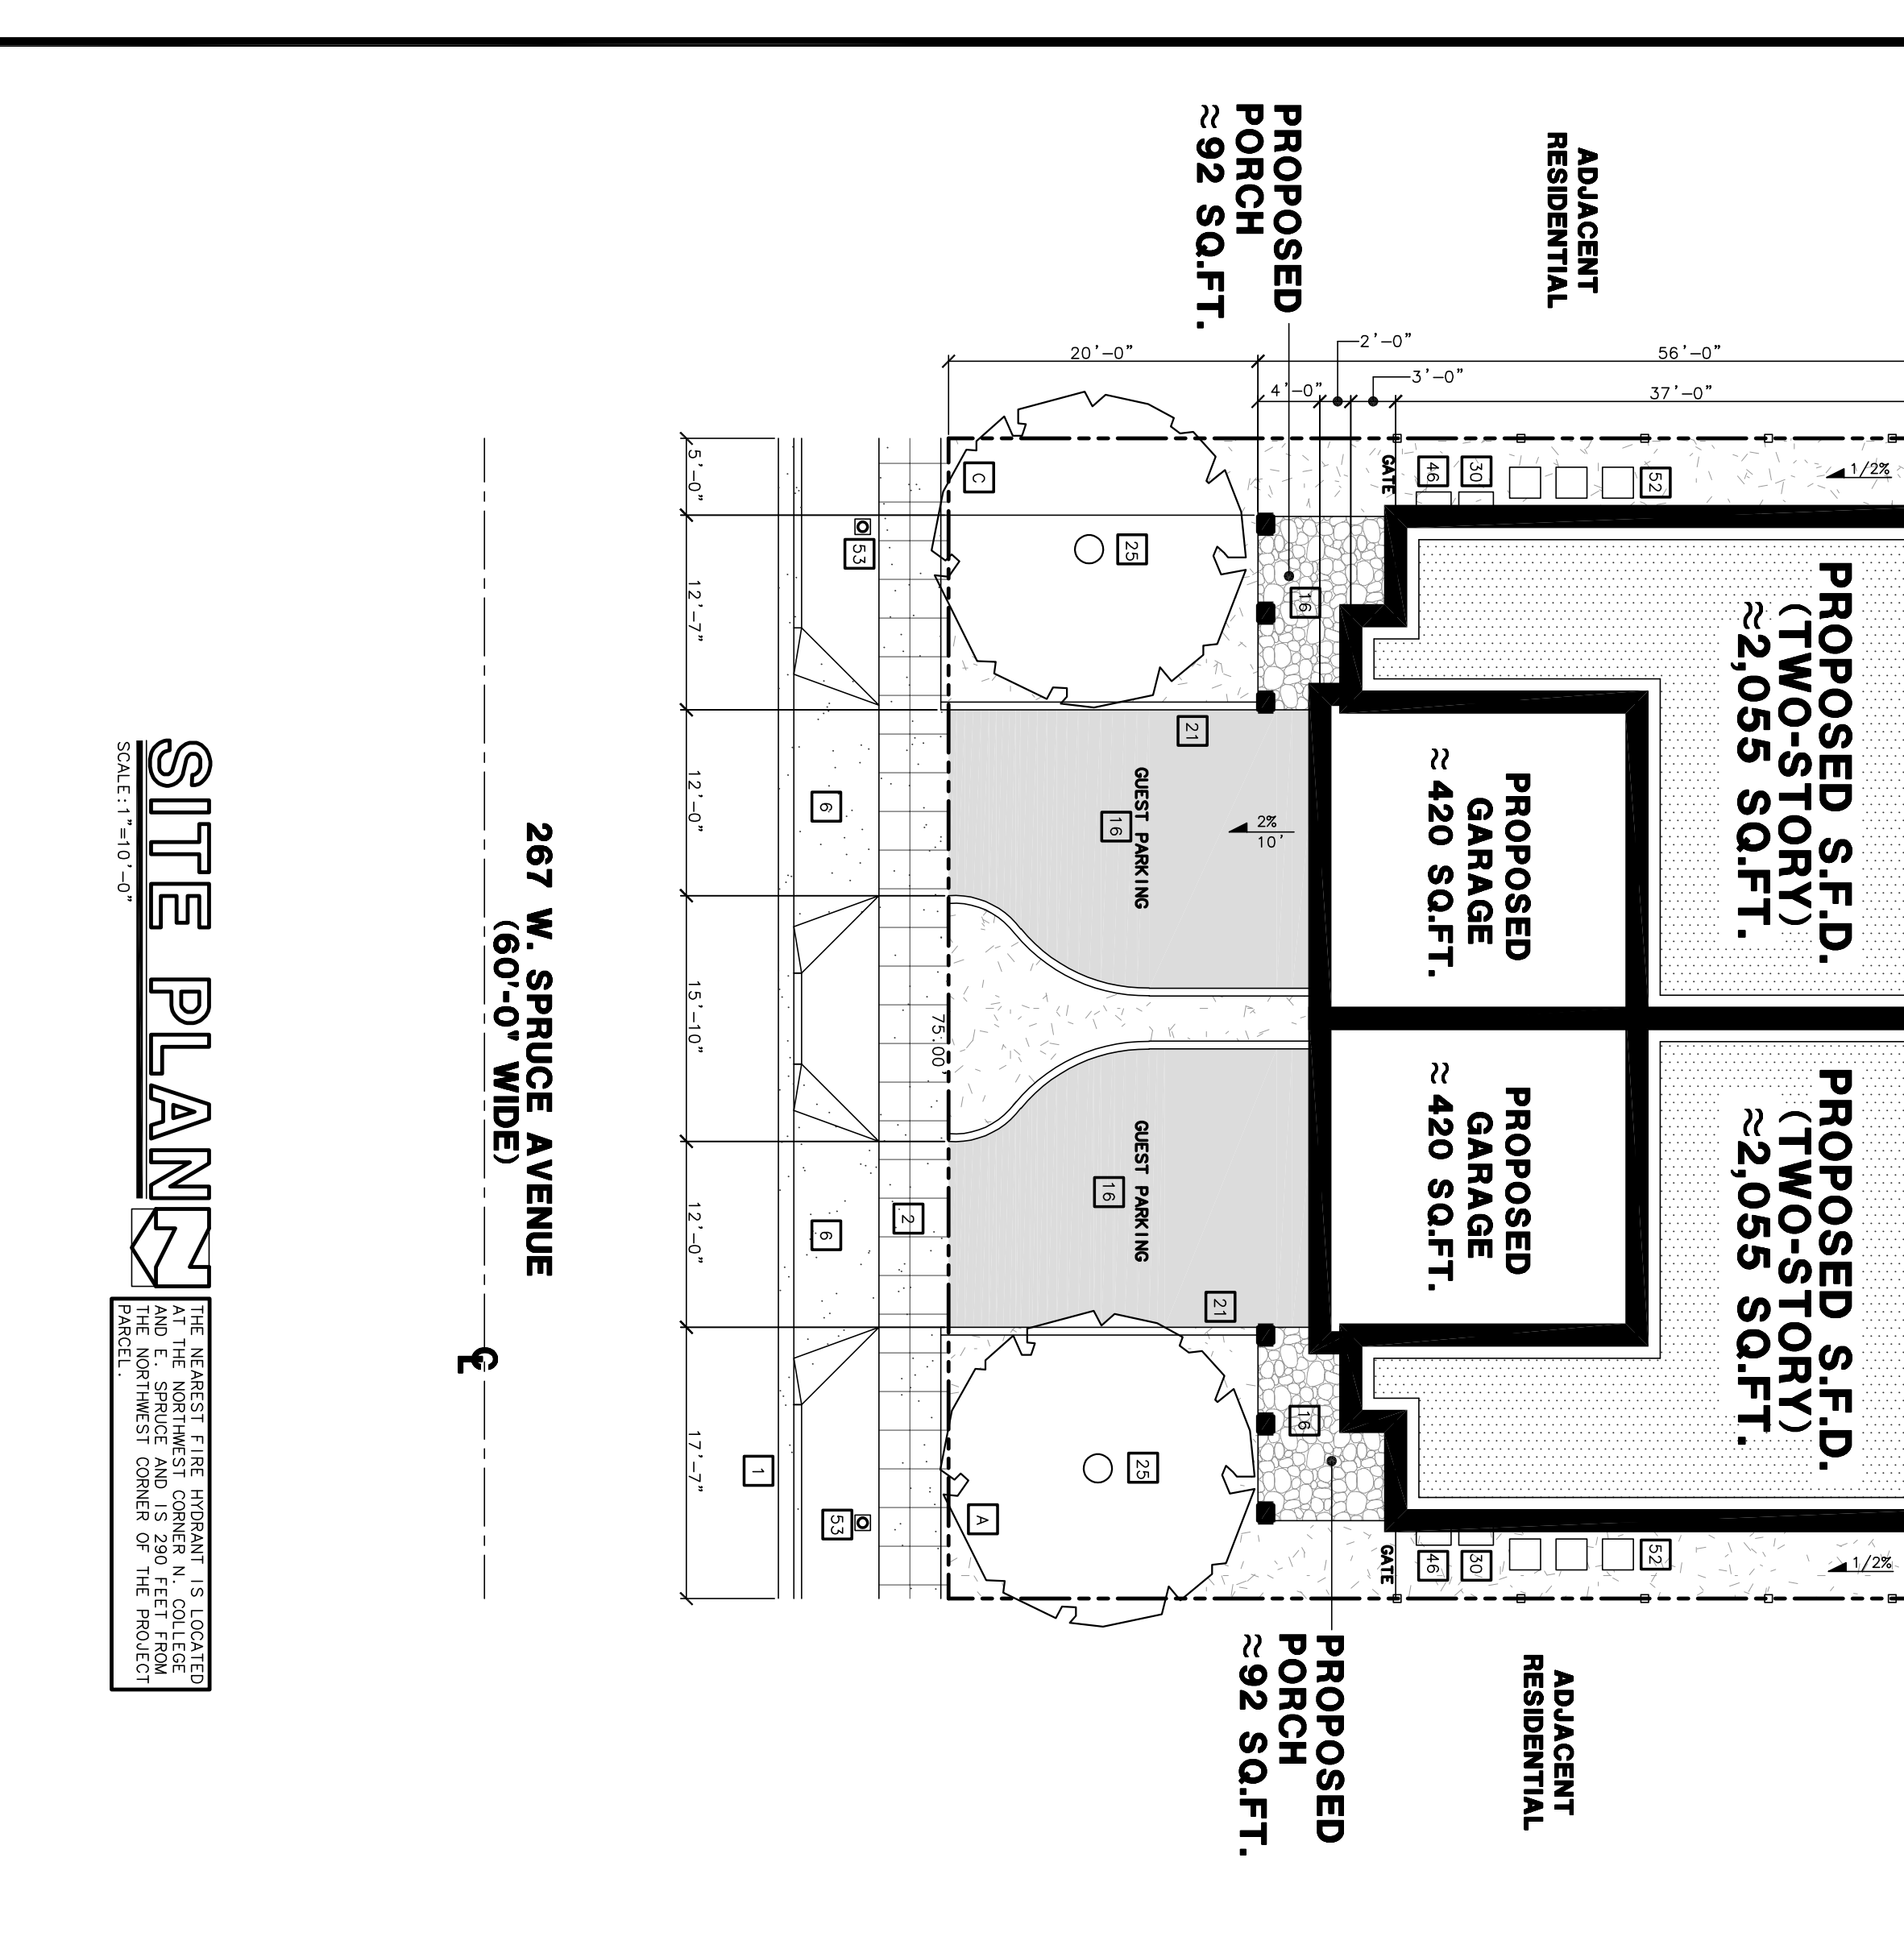 PROPOSED
PORCH
≈92 SQ.FT.
ADJACENT
RESIDENTIAL
20'-0"
56'-0"
2'-0"
3'-0"
4'-0"
37'-0"
GATE
46
30
52
1/2%
C
25
16
5'-0"
12'-7"
12'-0"
15'-10"
12'-0"
17'-7"
53
6
21
GUEST PARKING
16
2%
10'
PROPOSED
GARAGE
≈420 SQ.FT.
PROPOSED S.F.D.
(TWO-STORY)
≈2,055 SQ.FT.
75.00'
GUEST PARKING
16
21
2
6
PROPOSED
GARAGE
≈420 SQ.FT.
PROPOSED S.F.D.
(TWO-STORY)
≈2,055 SQ.FT.
1
53
A
25
16
GATE
46
30
52
1/2%
PROPOSED
PORCH
≈92 SQ.FT.
ADJACENT
RESIDENTIAL
267 W. SPRUCE AVENUE
(60'-0" WIDE)
CL
SITE PLAN
N
SCALE:1"=10'-0"
THE NEAREST FIRE HYDRANT IS LOCATED
AT THE NORTHWEST CORNER N. COLLEGE
AND E. SPRUCE AND IS 290 FEET FROM
THE NORTHWEST CORNER OF THE PROJECT
PARCEL.